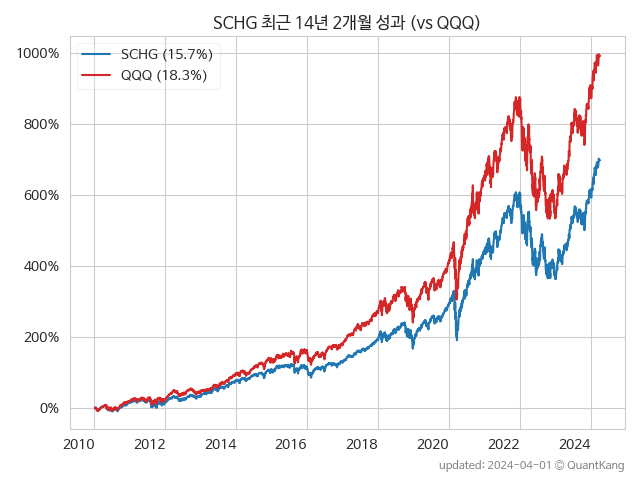 SCHG 최근 14년 2개월 성과 (vs QQQ)
SCHG (15.7%)
QQQ (18.3%)
1000%
800%
600%
400%
200%
0%
2010 2012 2014 2016 2018 2020 2022 2024
updated: 2024-04-01 © QuantKang